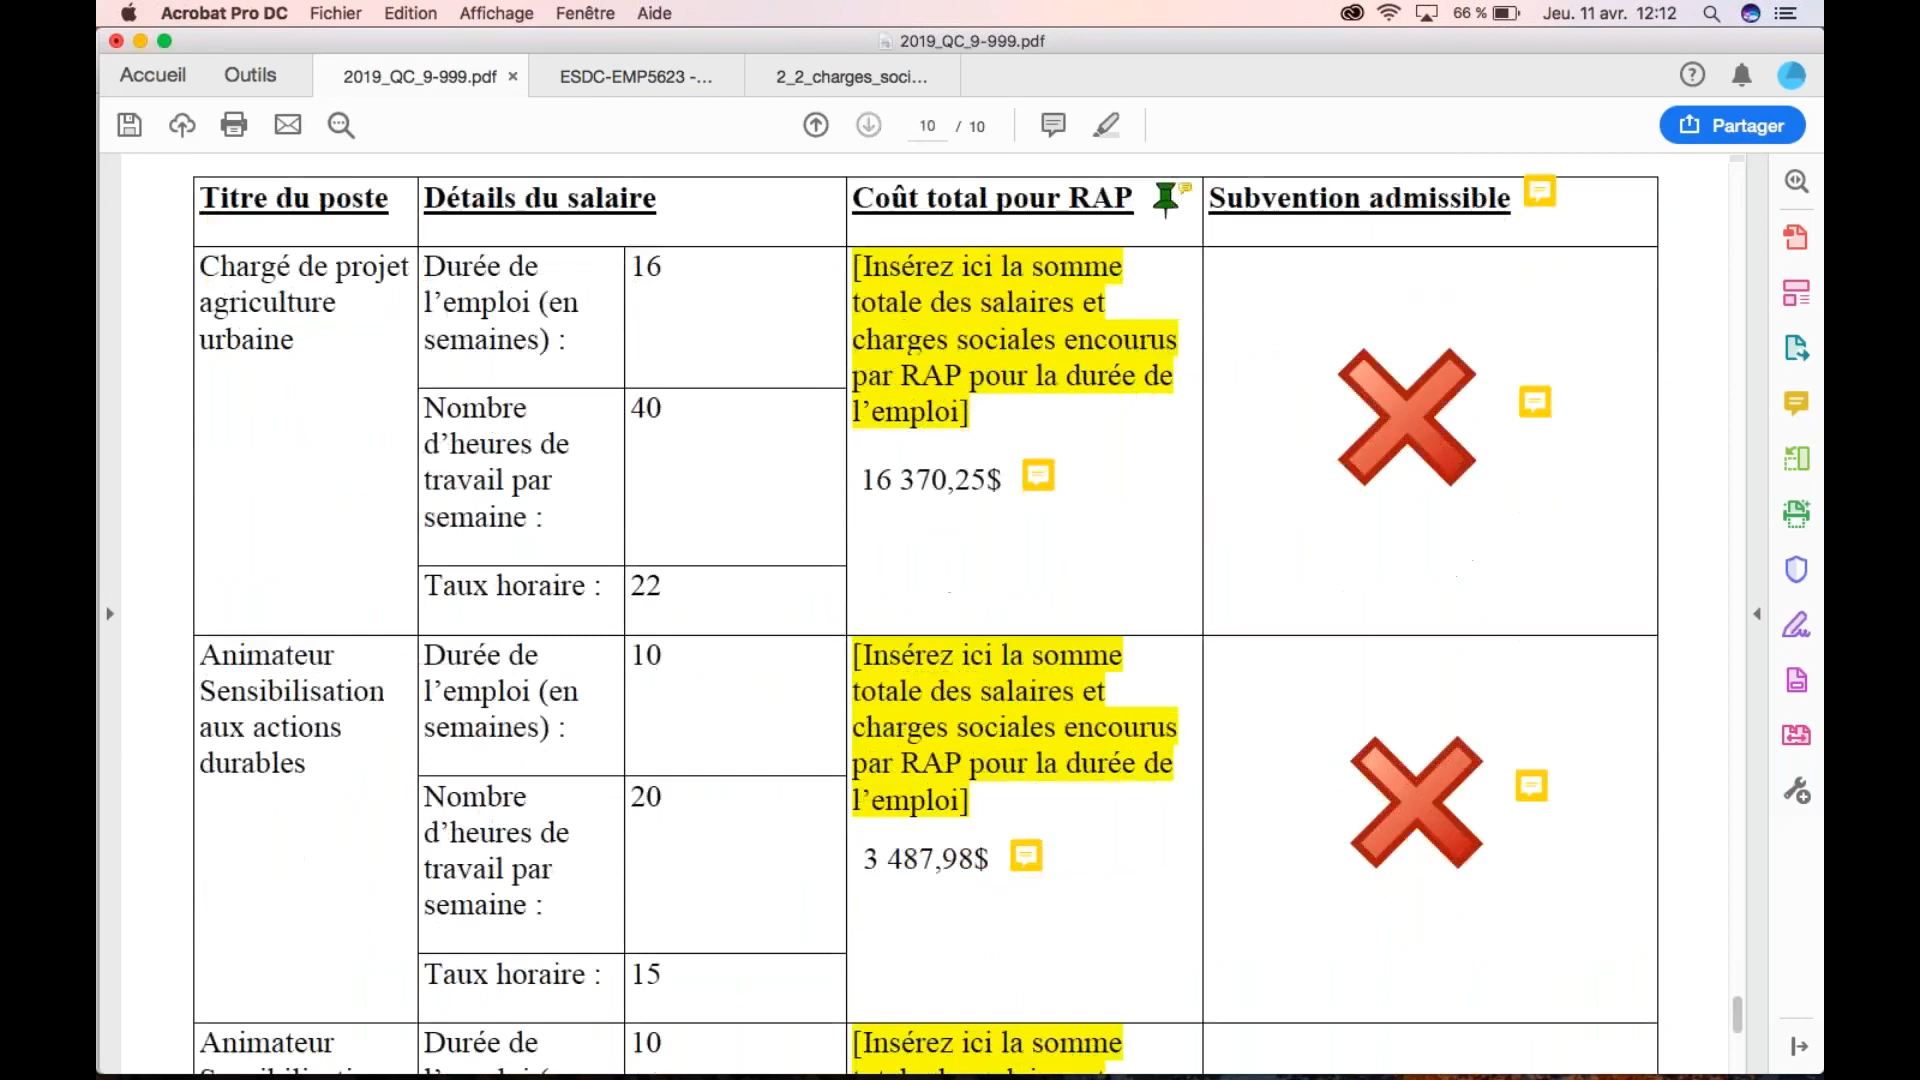 Acrobat Pro DC Fichier Edition Affichage Fenêtre Aide 66 % Jeu. 11 avr. 12:12
2019_QC_9-999.pdf
Accueil Outils 2019_QC_9-999.pdf × ESDC-EMP5623 -... 2_2_charges_soci...
10 / 10 Partager
Titre du poste Détails du salaire Coût total pour RAP Subvention admissible
Chargé de projet
agriculture
urbaine
Durée de
l’emploi (en
semaines) :
16
Nombre
d’heures de
travail par
semaine :
40
Taux horaire : 22
[Insérez ici la somme
totale des salaires et
charges sociales encourus
par RAP pour la durée de
l’emploi]
16 370,25$
Animateur
Sensibilisation
aux actions
durables
Durée de
l’emploi (en
semaines) :
10
Nombre
d’heures de
travail par
semaine :
20
Taux horaire : 15
[Insérez ici la somme
totale des salaires et
charges sociales encourus
par RAP pour la durée de
l’emploi]
3 487,98$
Animateur
Durée de
10
[Insérez ici la somme